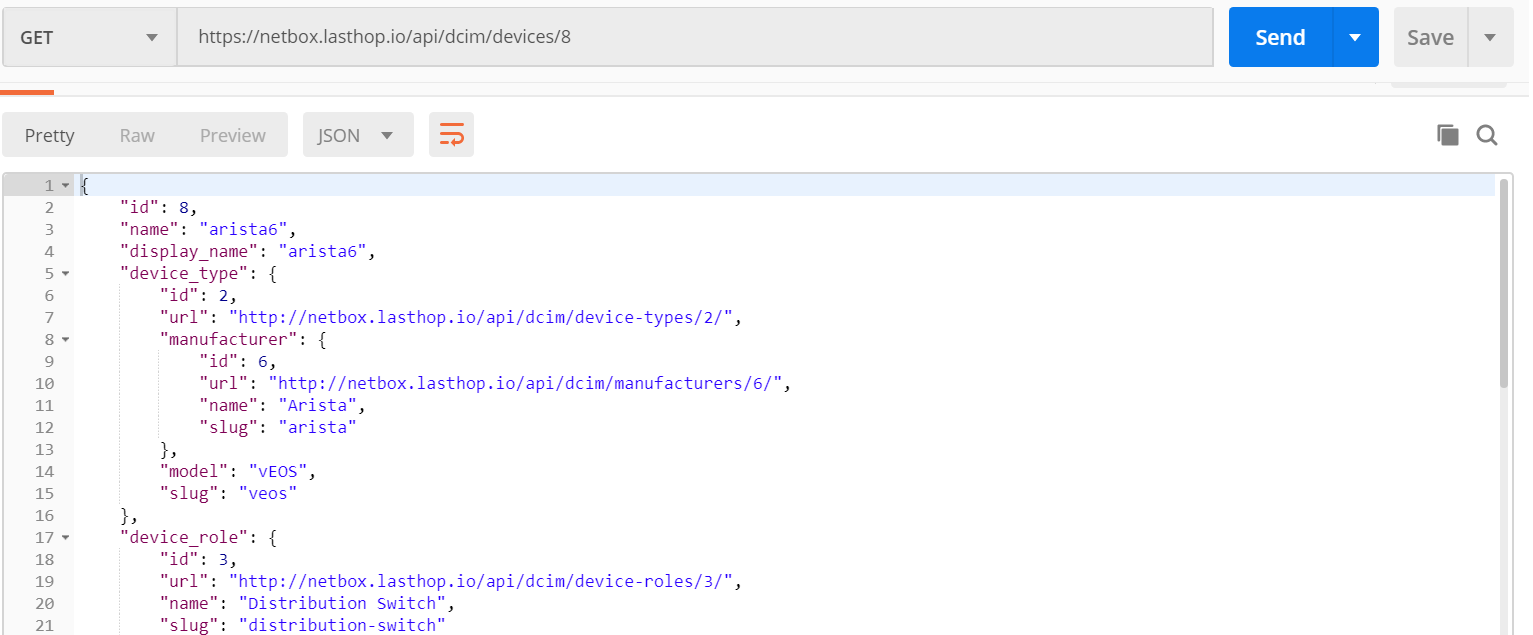 GET https://netbox.lasthop.io/api/dcim/devices/8 Send Save
Pretty Raw Preview JSON
1 {
2 "id": 8,
3 "name": "arista6",
4 "display_name": "arista6",
5 "device_type": {
6 "id": 2,
7 "url": "http://netbox.lasthop.io/api/dcim/device-types/2/",
8 "manufacturer": {
9 "id": 6,
10 "url": "http://netbox.lasthop.io/api/dcim/manufacturers/6/",
11 "name": "Arista",
12 "slug": "arista"
13 },
14 "model": "vEOS",
15 "slug": "veos"
16 },
17 "device_role": {
18 "id": 3,
19 "url": "http://netbox.lasthop.io/api/dcim/device-roles/3/",
20 "name": "Distribution Switch",
21 "slug": "distribution-switch"